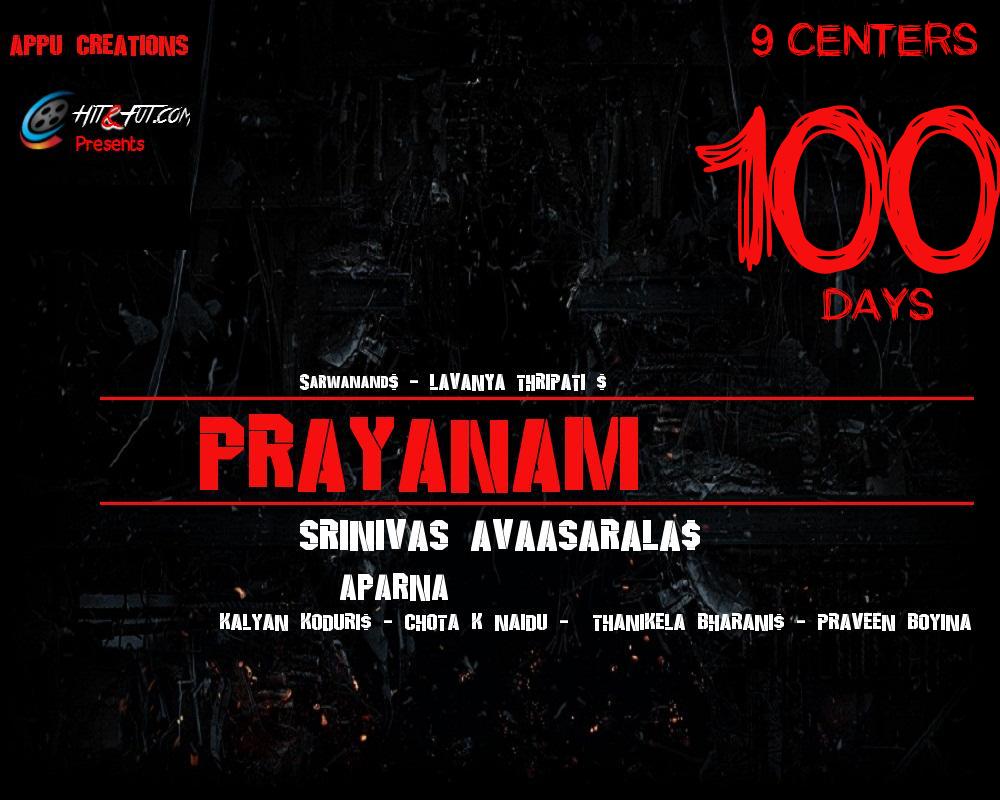 APPU CREATIONS
9 CENTERS
HIT&FUT.COM
Presents
100
DAYS
SARWANAND$ - LAVANYA THRIPATI $
PRAYANAM
SRINIVAS AVAASARALA$
APARNA
KALYAN KODURI$ - CHOTA K NAIDU - THANIKELA BHARANI$ - PRAVEEN BOYINA